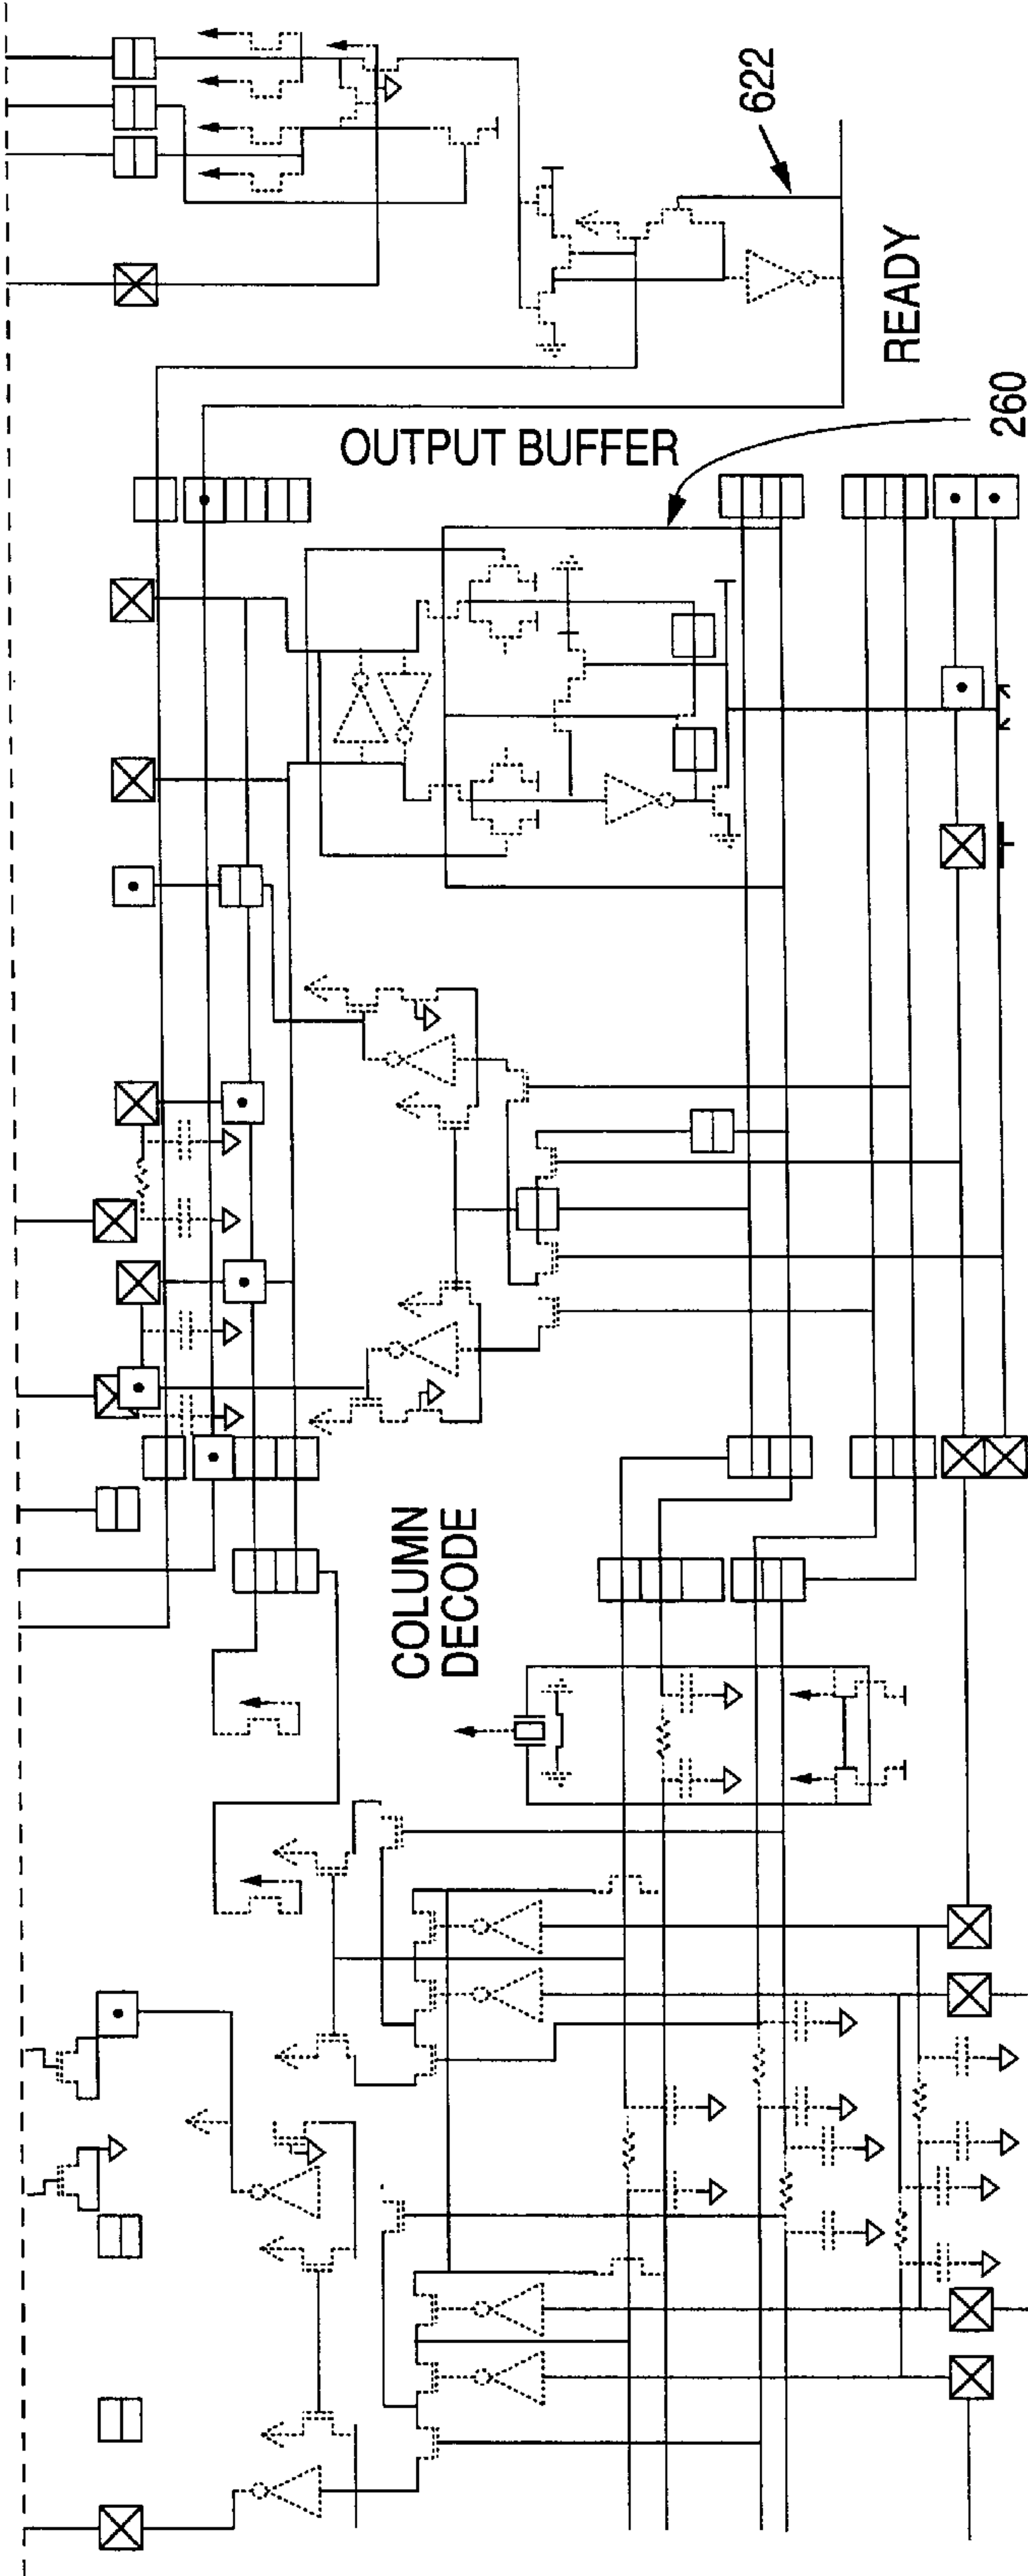 622
READY
260
OUTPUT BUFFER
COLUMN
DECODE